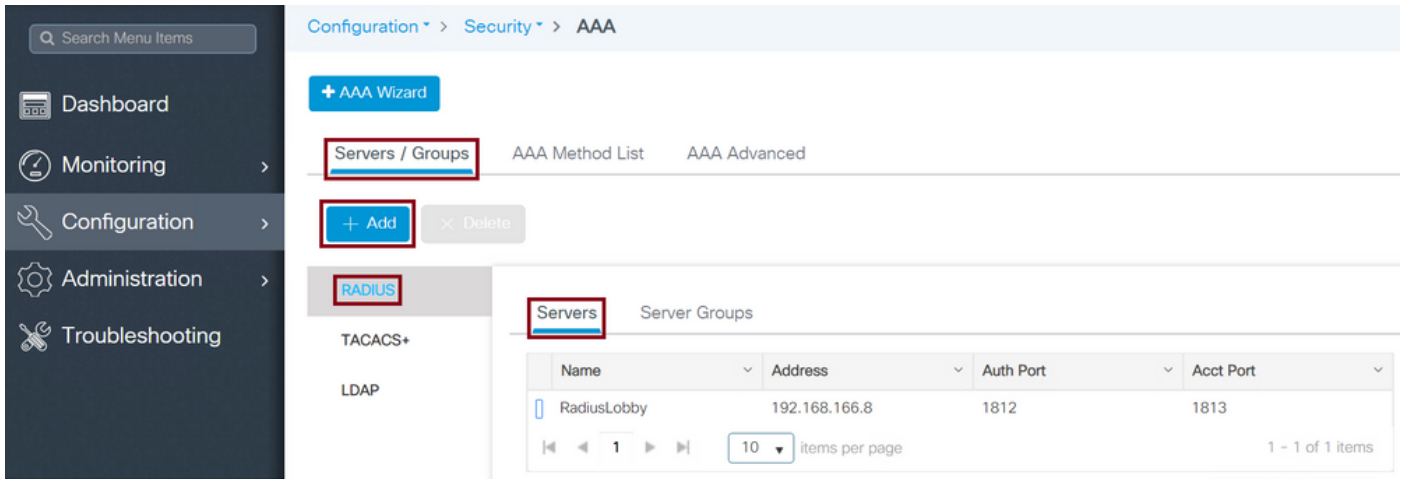 Search Menu Items
Dashboard
Monitoring
Configuration
Administration
Troubleshooting
Configuration > Security > AAA
+ AAA Wizard
Servers / Groups AAA Method List AAA Advanced
+ Add × Delete
RADIUS
TACACS+
LDAP
Servers Server Groups
Name Address Auth Port Acct Port
RadiusLobby 192.168.166.8 1812 1813
1 10 items per page 1 - 1 of 1 items